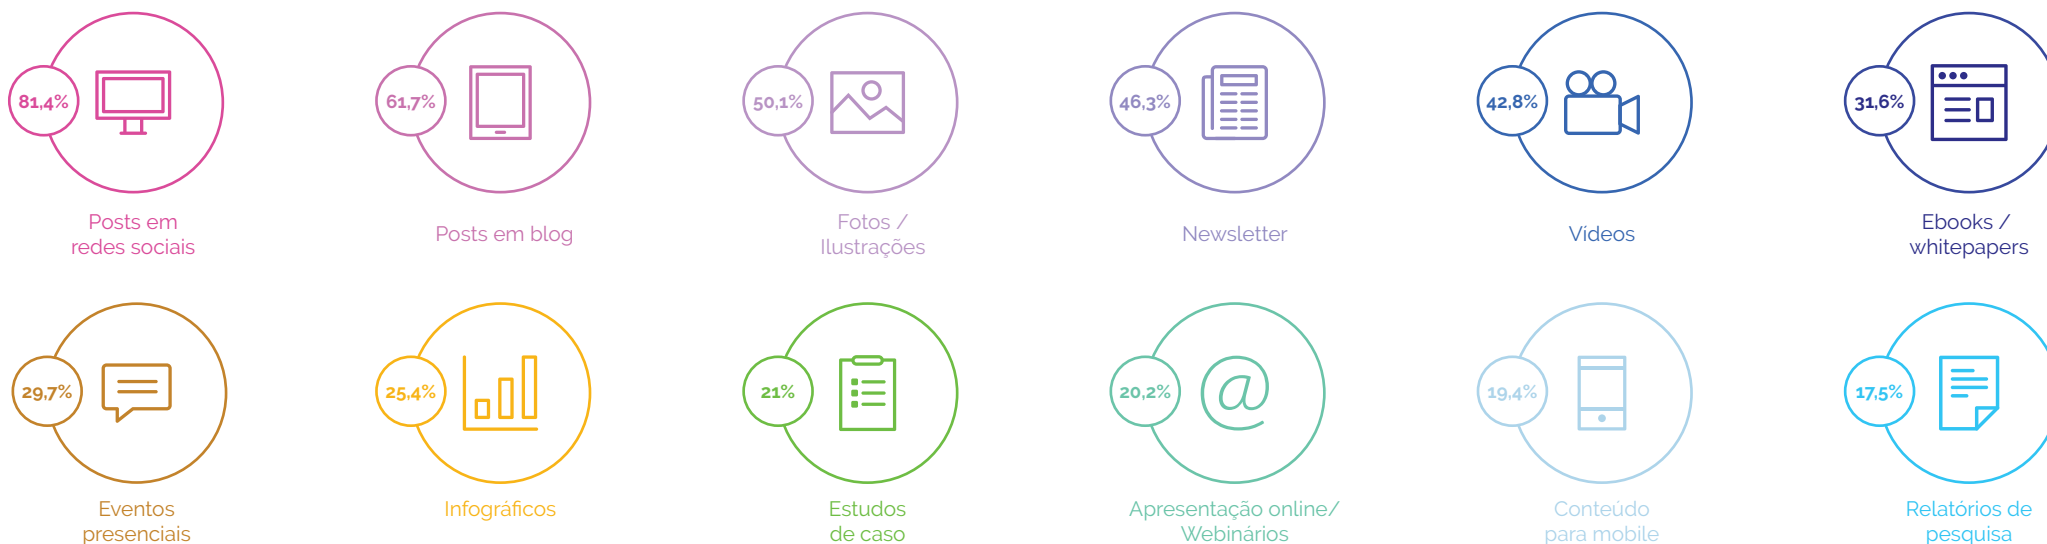 81,4%
Posts em
redes sociais
61,7%
Posts em blog
50,1%
Fotos /
Ilustrações
46,3%
Newsletter
42,8%
Vídeos
31,6%
Ebooks /
whitepapers
29,7%
Eventos
presenciais
25,4%
Infográficos
21%
Estudos
de caso
20,2%
@
Apresentação online/
Webinários
19,4%
Conteúdo
para mobile
17,5%
Relatórios de
pesquisa